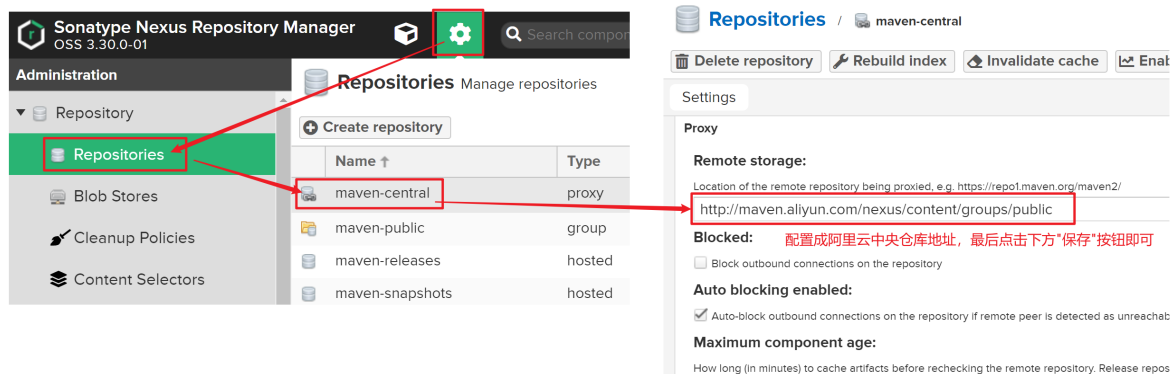 Sonatype Nexus Repository Manager
OSS 3.30.0-01
Search compon
Administration
Repository
Repositories
Blob Stores
Cleanup Policies
Content Selectors
Repositories Manage repositories
Create repository
Name Type
maven-central proxy
maven-public group
maven-releases hosted
maven-snapshots hosted
Repositories / maven-central
Delete repository Rebuild index Invalidate cache Enab
Settings
Proxy
Remote storage:
Location of the remote repository being proxied, e.g. https://repo1.maven.org/maven2/
http://maven.aliyun.com/nexus/content/groups/public
Blocked:
配置成阿里云中央仓库地址，最后点击下方"保存"按钮即可
Block outbound connections on the repository
Auto blocking enabled:
Auto-block outbound connections on the repository if remote peer is detected as unreachab
Maximum component age:
How long (in minutes) to cache artifacts before rechecking the remote repository. Release repos